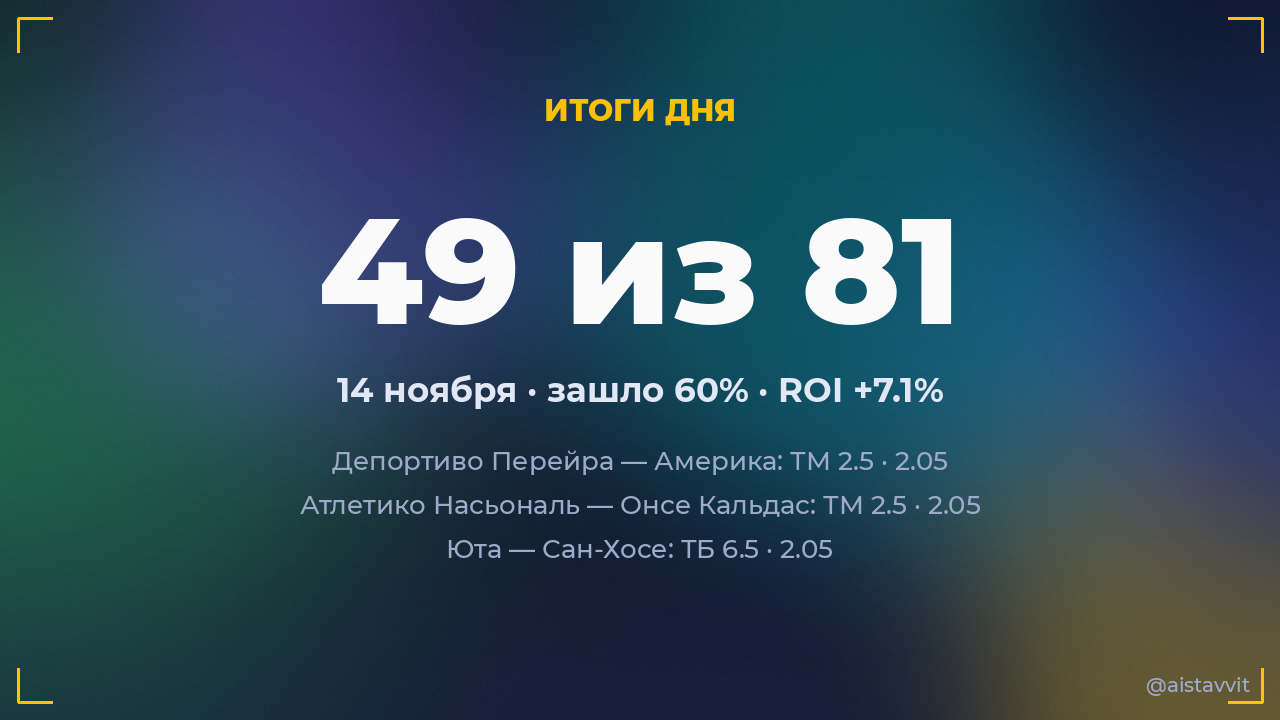 ИТОГИ ДНЯ
49 из 81
14 ноября · зашло 60% · ROI +7.1%
Депортиво Перейра — Америка: ТМ 2.5 · 2.05
Атлетико Насьональ — Онсе Кальдас: ТМ 2.5 · 2.05
Юта — Сан-Хосе: ТБ 6.5 · 2.05
@aistavvit